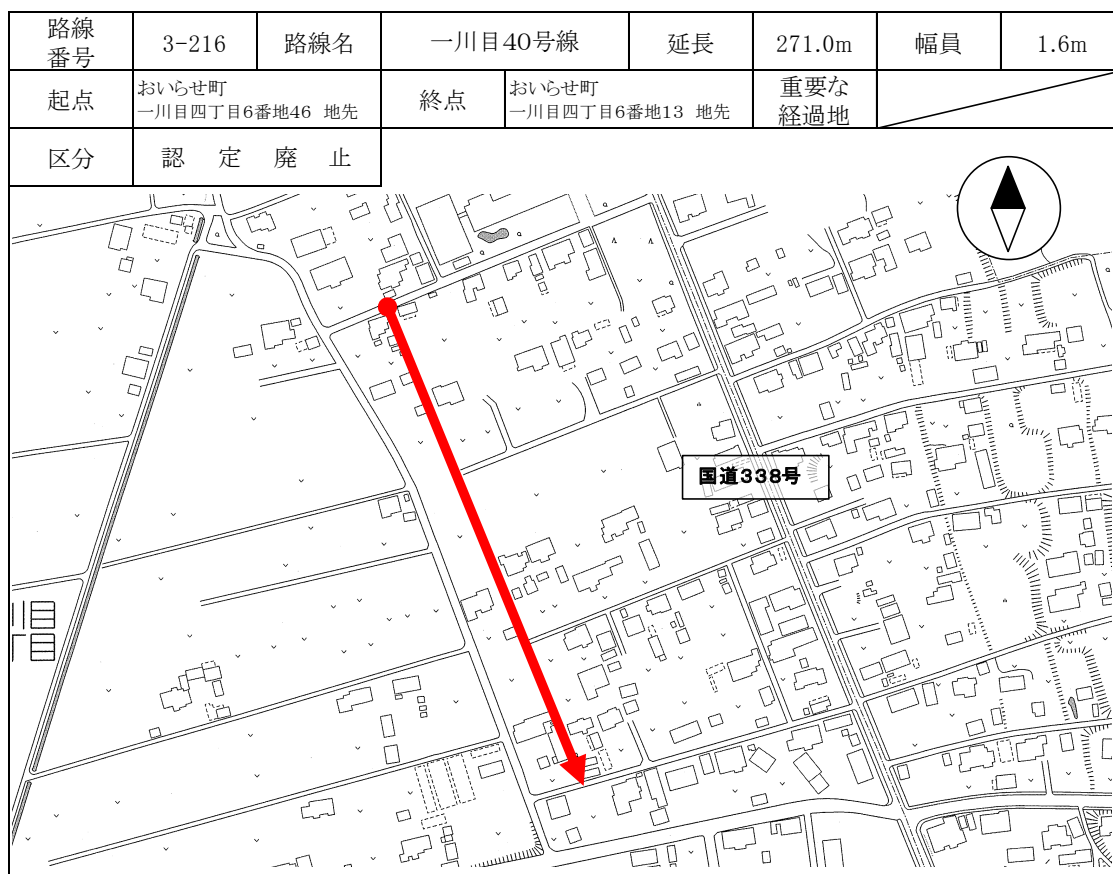 路線
番号
3-216
路線名
一川目40号線
延長
271.0m
幅員
1.6m
起点
おいらせ町
一川目四丁目6番地46 地先
終点
おいらせ町
一川目四丁目6番地13 地先
重要な
経過地
区分
認 定 廃 止
国道338号
川目
丁目